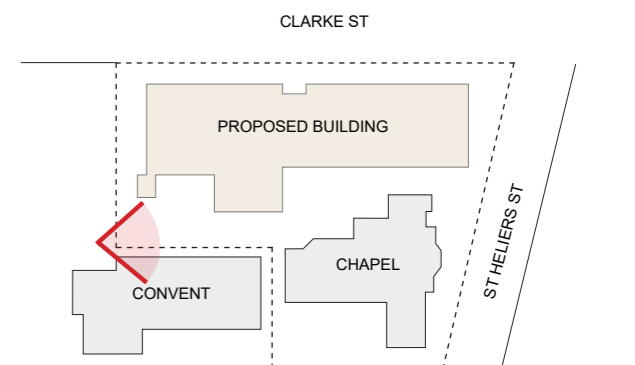 CLARKE ST
PROPOSED BUILDING
ST HELIERS ST
CHAPEL
CONVENT